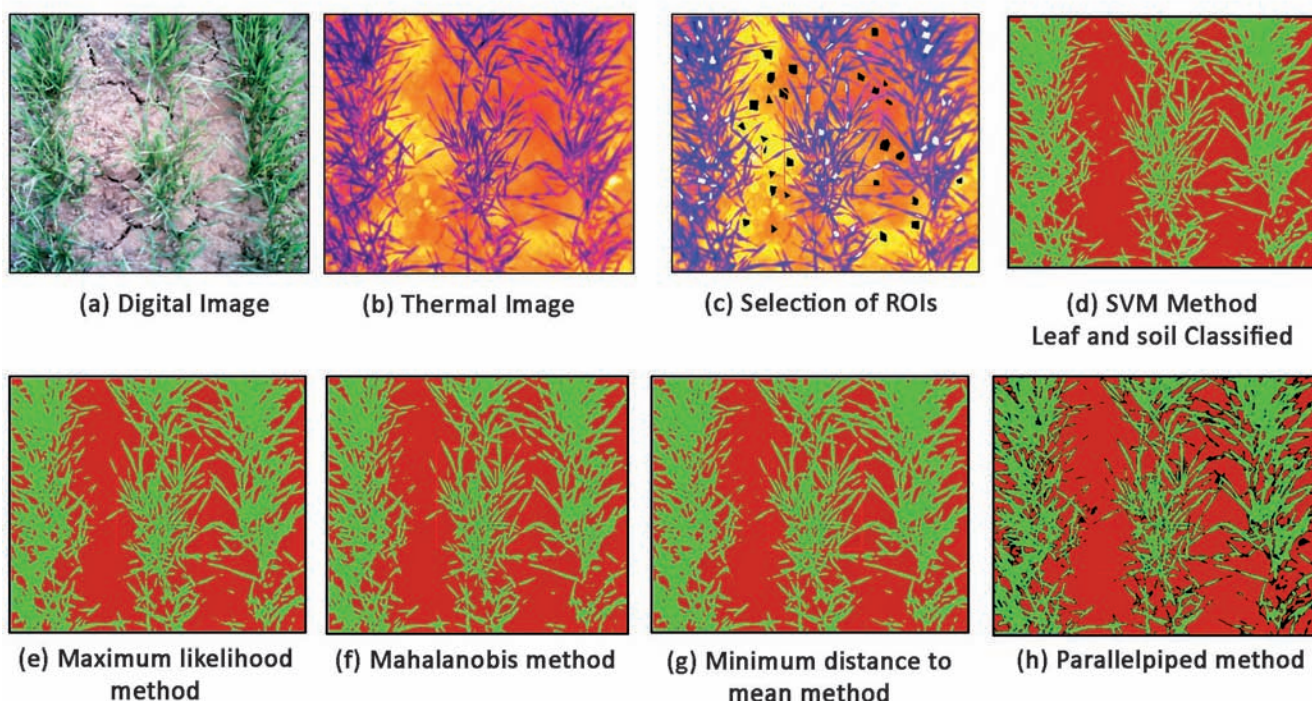 (a) Digital Image
(b) Thermal Image
(c) Selection of ROIs
(d) SVM Method
Leaf and soil Classified
(e) Maximum likelihood
method
(f) Mahalanobis method
(g) Minimum distance to
mean method
(h) Parallelpiped method